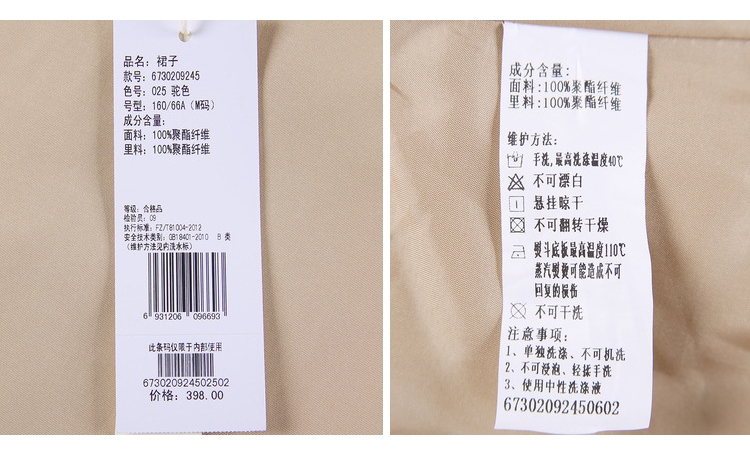 品名: 裙子
款号: 6730209245
色号: 025 驼色
号型: 160/66A (M码)
成分含量:
面料: 100%聚酯纤维
里料: 100%聚酯纤维
等级: 合格品
检验员: 09
执行标准: FZ/T81004-2012
安全技术类别: GB18401-2010 B 类
(维护方法见内洗水标)
6 931206 096693
此条码仅限于内部使用
673020924502502
价格: 398.00
成分含量:
面料:100%聚酯纤维
里料:100%聚酯纤维
维护方法:
手洗,最高洗涤温度40℃
不可漂白
悬挂晾干
不可翻转干燥
熨斗底板最高温度110℃
蒸汽熨烫可能造成不可
回复的损伤
不可干洗
注意事项:
1、单独洗涤、不可机洗
2、不可浸泡、轻揉手洗
3、使用中性洗涤液
67302092450602